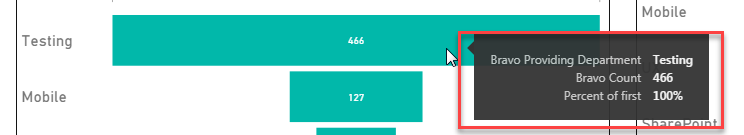 Mobile
Testing
466
Bravo Providing Department Testing
Bravo Count 466
Percent of first 100%
Mobile
127
SharePoint